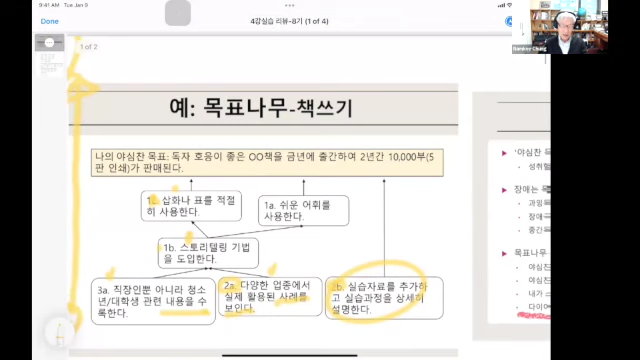 9:41 AM Tue Jan 9
Done
4강실습 리뷰-8기 (1 of 4)
1 of 2
예: 목표나무-책쓰기
나의 야심찬 목표: 독자 호응이 좋은 OO책을 금년에 출간하여 2년간 10,000부(5
판 인쇄)가 판매된다.
삽화나 표를 적절
히 사용한다.
1a. 쉬운 어휘를
사용한다.
1b. 스토리텔링 기법
을 도입한다.
3a. 직장인뿐 아니라 청소
년/대학생 관련 내용을 수
록한다.
2a. 다양한 업종에서
실제 활용된 사례를
보인다.
2b. 실습자료를 추가하
고 실습과정을 상세히
설명한다.
'야심찬
성취할
장애는 목
과잉
장애
중간
목표나무
야심
야심
내가
다이